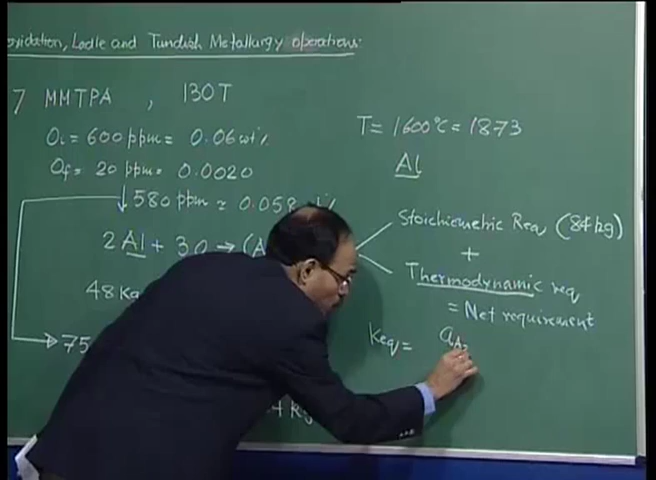 oxidation, Ladle and Tundish Metallurgy operations
7 MMTPA , 130T
Oi = 600 ppm = 0.06 wt %
Of = 20 ppm = 0.0020
580 ppm = 0.058
2 Al + 3 O → (A
48 Kg
75
T = 1600°C = 1873
Al
Stoichiometric Req (84 kg)
+
Thermodynamic req
= Net requirement
Keq =